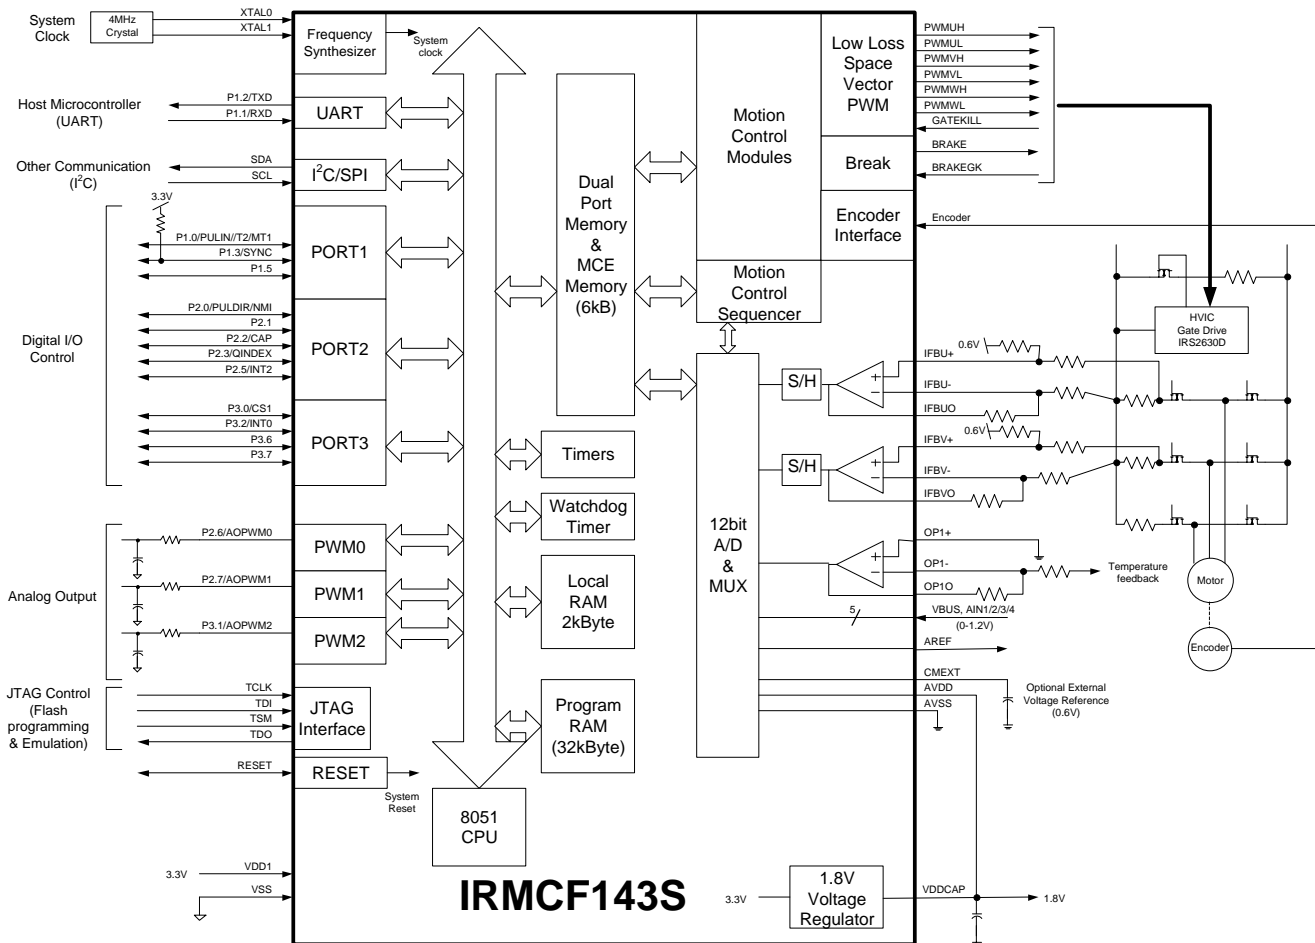 System
Clock
4MHz
Crystal
XTAL0
XTAL1
Frequency
Synthesizer
System
clock
Host Microcontroller
(UART)
P1.2/TXD
P1.1/RXD
UART
Other Communication
(I²C)
SDA
SCL
I²C/SPI
3.3V
Digital I/O
Control
P1.0/PULIN//T2/MT1
P1.3/SYNC
P1.5
PORT1
P2.0/PULDIR/NMI
P2.1
P2.2/CAP
P2.3/QINDEX
P2.5/INT2
PORT2
P3.0/CS1
P3.2/INT0
P3.6
P3.7
PORT3
Analog Output
P2.6/AOPWM0
PWM0
P2.7/AOPWM1
PWM1
P3.1/AOPWM2
PWM2
JTAG Control
(Flash
programming
& Emulation)
TCLK
TDI
TSM
TDO
JTAG
Interface
RESET
RESET
System
Reset
3.3V
VDD1
VSS
8051
CPU
Dual
Port
Memory
&
MCE
Memory
(6kB)
Timers
Watchdog
Timer
Local
RAM
2kByte
Program
RAM
(32kByte)
Motion
Control
Modules
Motion
Control
Sequencer
12bit
A/D
&
MUX
Low Loss
Space
Vector
PWM
Break
Encoder
Interface
PWMUH
PWMUL
PWMVH
PWMVL
PWMWH
PWMWL
GATEKILL
BRAKE
BRAKEGK
Encoder
HVIC
Gate Drive
IRS2630D
S/H
+
−
IFBU+
IFBU-
IFBUO
0.6V
S/H
+
−
IFBV+
IFBV-
IFBVO
0.6V
+
−
OP1+
OP1-
OP1O
Temperature
feedback
5
VBUS, AIN1/2/3/4
(0-1.2V)
AREF
CMEXT
AVDD
AVSS
Optional External
Voltage Reference
(0.6V)
Motor
Encoder
IRMCF143S
3.3V
1.8V
Voltage
Regulator
VDDCAP
1.8V